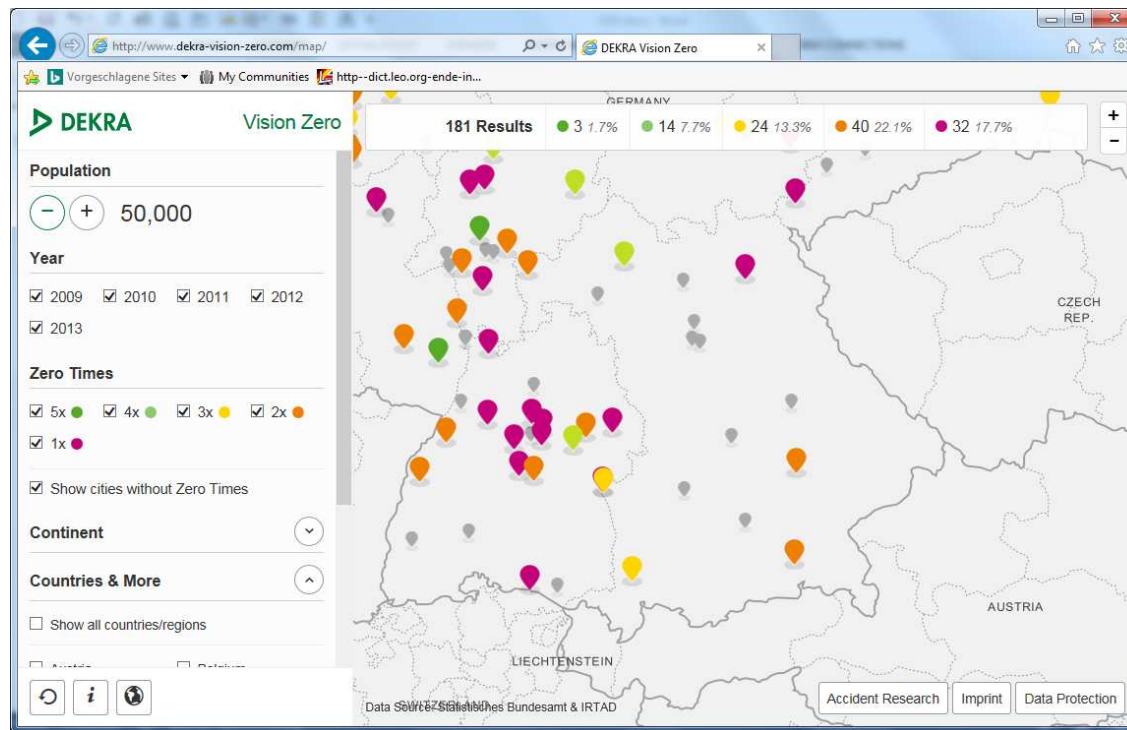 http://www.dekra-vision-zero.com/map/
DEKRA Vision Zero
Vorgeschlagene Sites
My Communities
http--dict.leo.org-ende-in...
DEKRA
Vision Zero
GERMANY
181 Results 3 1.7% 14 7.7% 24 13.3% 40 22.1% 32 17.7%
+
−
Population
− + 50,000
Year
2009 2010 2011 2012
2013
Zero Times
5x 4x 3x 2x
1x
Show cities without Zero Times
Continent
Countries & More
Show all countries/regions
Austria Belgium
i
CZECH
REP.
AUSTRIA
LIECHTENSTEIN
SWITZERLAND
Data Source: Statistisches Bundesamt & IRTAD
Accident Research Imprint Data Protection